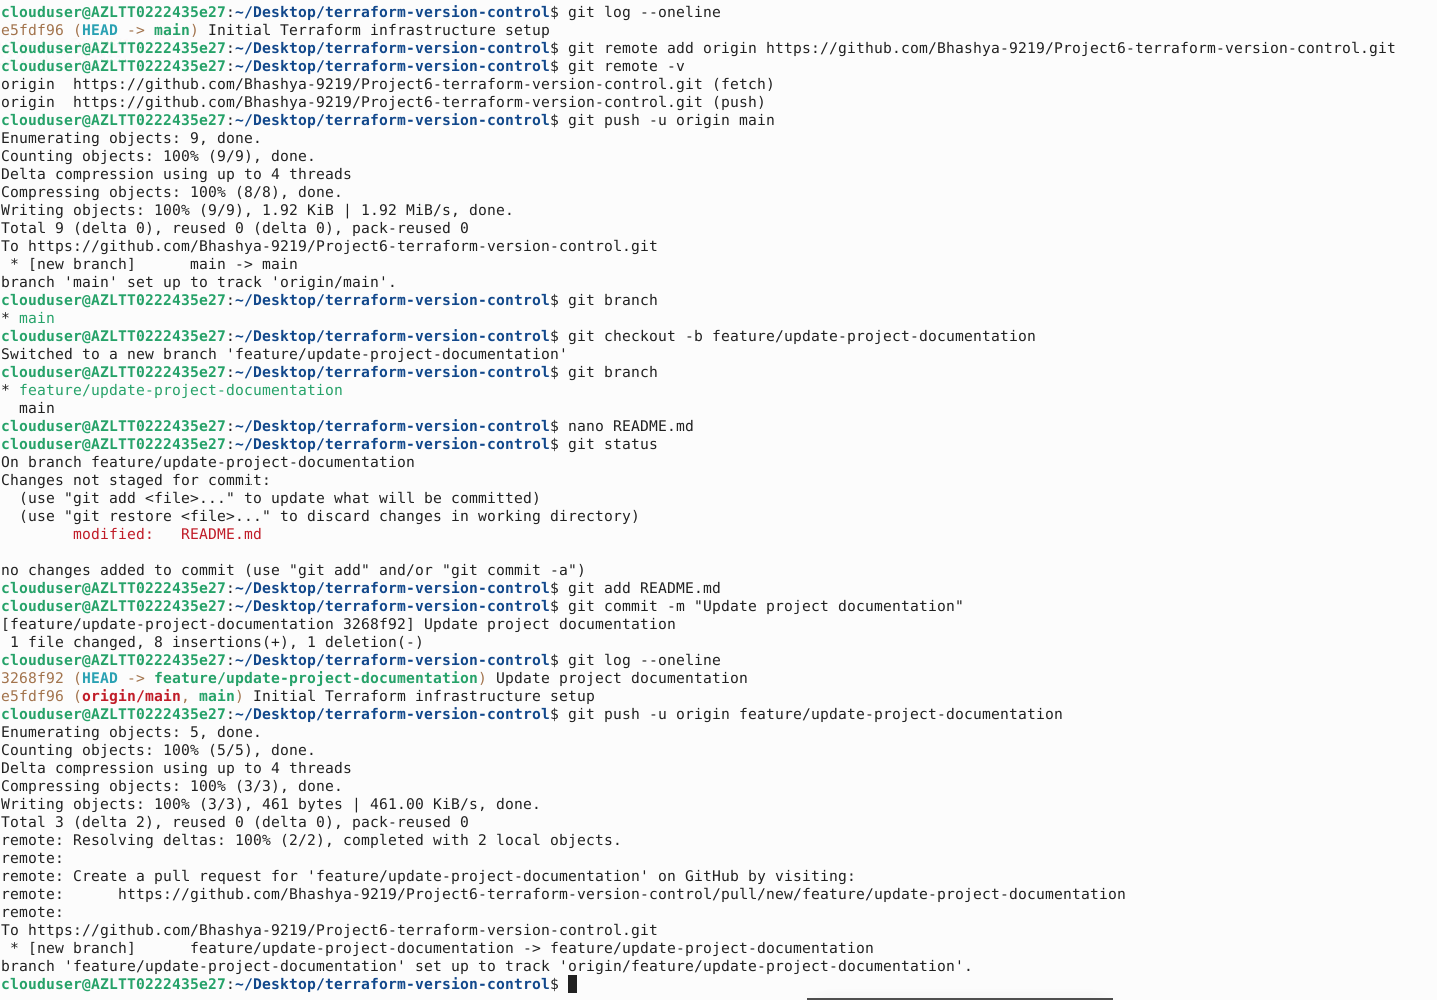 clouduser@AZLTT0222435e27:~/Desktop/terraform-version-control$ git log --oneline
e5fdf96 (HEAD -> main) Initial Terraform infrastructure setup
clouduser@AZLTT0222435e27:~/Desktop/terraform-version-control$ git remote add origin https://github.com/Bhashya-9219/Project6-terraform-version-control.git
clouduser@AZLTT0222435e27:~/Desktop/terraform-version-control$ git remote -v
origin  https://github.com/Bhashya-9219/Project6-terraform-version-control.git (fetch)
origin  https://github.com/Bhashya-9219/Project6-terraform-version-control.git (push)
clouduser@AZLTT0222435e27:~/Desktop/terraform-version-control$ git push -u origin main
Enumerating objects: 9, done.
Counting objects: 100% (9/9), done.
Delta compression using up to 4 threads
Compressing objects: 100% (8/8), done.
Writing objects: 100% (9/9), 1.92 KiB | 1.92 MiB/s, done.
Total 9 (delta 0), reused 0 (delta 0), pack-reused 0
To https://github.com/Bhashya-9219/Project6-terraform-version-control.git
 * [new branch]      main -> main
branch 'main' set up to track 'origin/main'.
clouduser@AZLTT0222435e27:~/Desktop/terraform-version-control$ git branch
* main
clouduser@AZLTT0222435e27:~/Desktop/terraform-version-control$ git checkout -b feature/update-project-documentation
Switched to a new branch 'feature/update-project-documentation'
clouduser@AZLTT0222435e27:~/Desktop/terraform-version-control$ git branch
* feature/update-project-documentation
  main
clouduser@AZLTT0222435e27:~/Desktop/terraform-version-control$ nano README.md
clouduser@AZLTT0222435e27:~/Desktop/terraform-version-control$ git status
On branch feature/update-project-documentation
Changes not staged for commit:
  (use "git add <file>..." to update what will be committed)
  (use "git restore <file>..." to discard changes in working directory)
        modified:   README.md

no changes added to commit (use "git add" and/or "git commit -a")
clouduser@AZLTT0222435e27:~/Desktop/terraform-version-control$ git add README.md
clouduser@AZLTT0222435e27:~/Desktop/terraform-version-control$ git commit -m "Update project documentation"
[feature/update-project-documentation 3268f92] Update project documentation
 1 file changed, 8 insertions(+), 1 deletion(-)
clouduser@AZLTT0222435e27:~/Desktop/terraform-version-control$ git log --oneline
3268f92 (HEAD -> feature/update-project-documentation) Update project documentation
e5fdf96 (origin/main, main) Initial Terraform infrastructure setup
clouduser@AZLTT0222435e27:~/Desktop/terraform-version-control$ git push -u origin feature/update-project-documentation
Enumerating objects: 5, done.
Counting objects: 100% (5/5), done.
Delta compression using up to 4 threads
Compressing objects: 100% (3/3), done.
Writing objects: 100% (3/3), 461 bytes | 461.00 KiB/s, done.
Total 3 (delta 2), reused 0 (delta 0), pack-reused 0
remote: Resolving deltas: 100% (2/2), completed with 2 local objects.
remote:
remote: Create a pull request for 'feature/update-project-documentation' on GitHub by visiting:
remote:      https://github.com/Bhashya-9219/Project6-terraform-version-control/pull/new/feature/update-project-documentation
remote:
To https://github.com/Bhashya-9219/Project6-terraform-version-control.git
 * [new branch]      feature/update-project-documentation -> feature/update-project-documentation
branch 'feature/update-project-documentation' set up to track 'origin/feature/update-project-documentation'.
clouduser@AZLTT0222435e27:~/Desktop/terraform-version-control$